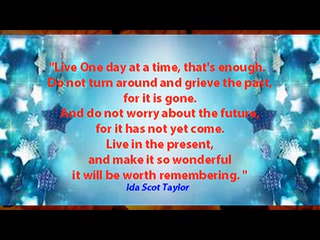 "Live One day at a time, that's enough.
Do not turn around and grieve the past,
for it is gone.
And do not worry about the future,
for it has not yet come.
Live in the present,
and make it so wonderful
it will be worth remembering. "
Ida Scot Taylor